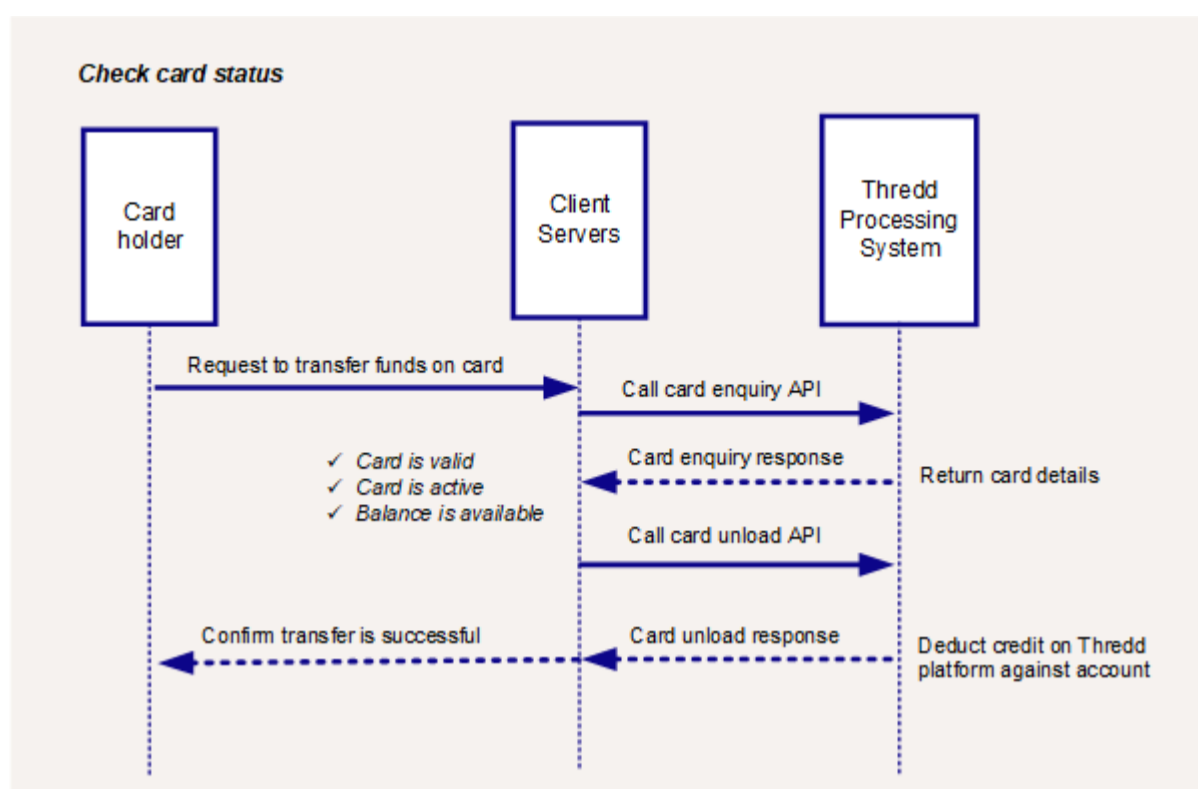 Check card status
Card
holder
Client
Servers
Thredd
Processing
System
Request to transfer funds on card
Call card enquiry API
✓ Card is valid
✓ Card is active
✓ Balance is available
Card enquiry response
Return card details
Call card unload API
Confirm transfer is successful
Card unload response
Deduct credit on Thredd
platform against account